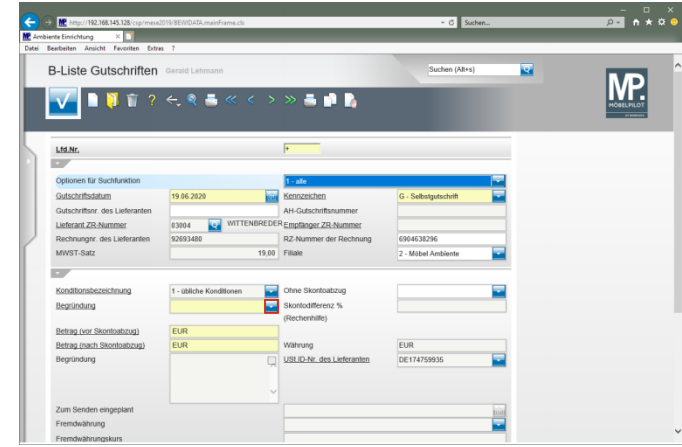 http://192.168.145.128/csp/mese2019/BEWIDATA.mainFrame.cls
Suchen...
Ambiente Einrichtung
Datei Bearbeiten Ansicht Favoriten Extras ?
B-Liste Gutschriften Gerald Lehmann
Suchen (Alt+s)
MP.
MÖBELPILOT
Lfd.Nr. +
Optionen für Suchfunktion 1 - alle
Gutschriftsdatum 19.06.2020 Kennzeichen G - Selbstgutschrift
Gutschriftsnr. des Lieferanten AH-Gutschriftsnummer
Lieferant ZR-Nummer 03004 WITTENBREDER Empfänger ZR-Nummer
Rechnungnr. des Lieferanten 92693480 RZ-Nummer der Rechnung 6904638296
MWST-Satz 19,00 Filiale 2 - Möbel Ambiente
Konditionsbezeichnung 1 - übliche Konditionen Ohne Skontoabzug
Begründung Skontodifferenz %
(Rechenhilfe)
Betrag (vor Skontoabzug) EUR
Betrag (nach Skontoabzug) EUR Währung EUR
Begründung USt.ID-Nr. des Lieferanten DE174759935
Zum Senden eingeplant
Fremdwährung
Fremdwährungskurs